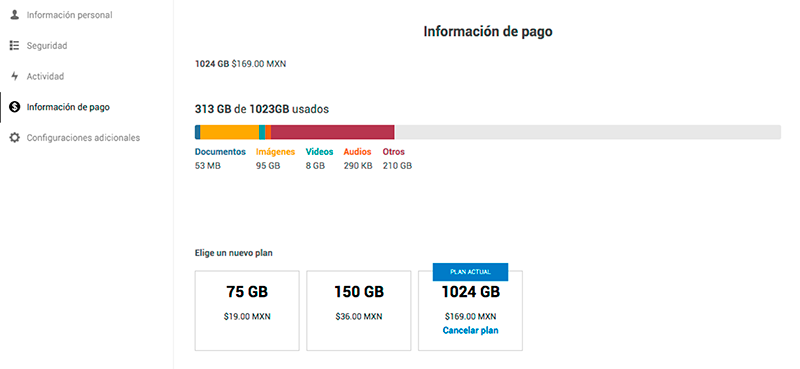 Información personal
Seguridad
Actividad
Información de pago
Configuraciones adicionales
Información de pago
1024 GB $169.00 MXN
313 GB de 1023GB usados
Documentos Imágenes Videos Audios Otros
53 MB 95 GB 8 GB 290 KB 210 GB
Elige un nuevo plan
PLAN ACTUAL
75 GB 150 GB 1024 GB
$19.00 MXN $36.00 MXN $169.00 MXN
Cancelar plan